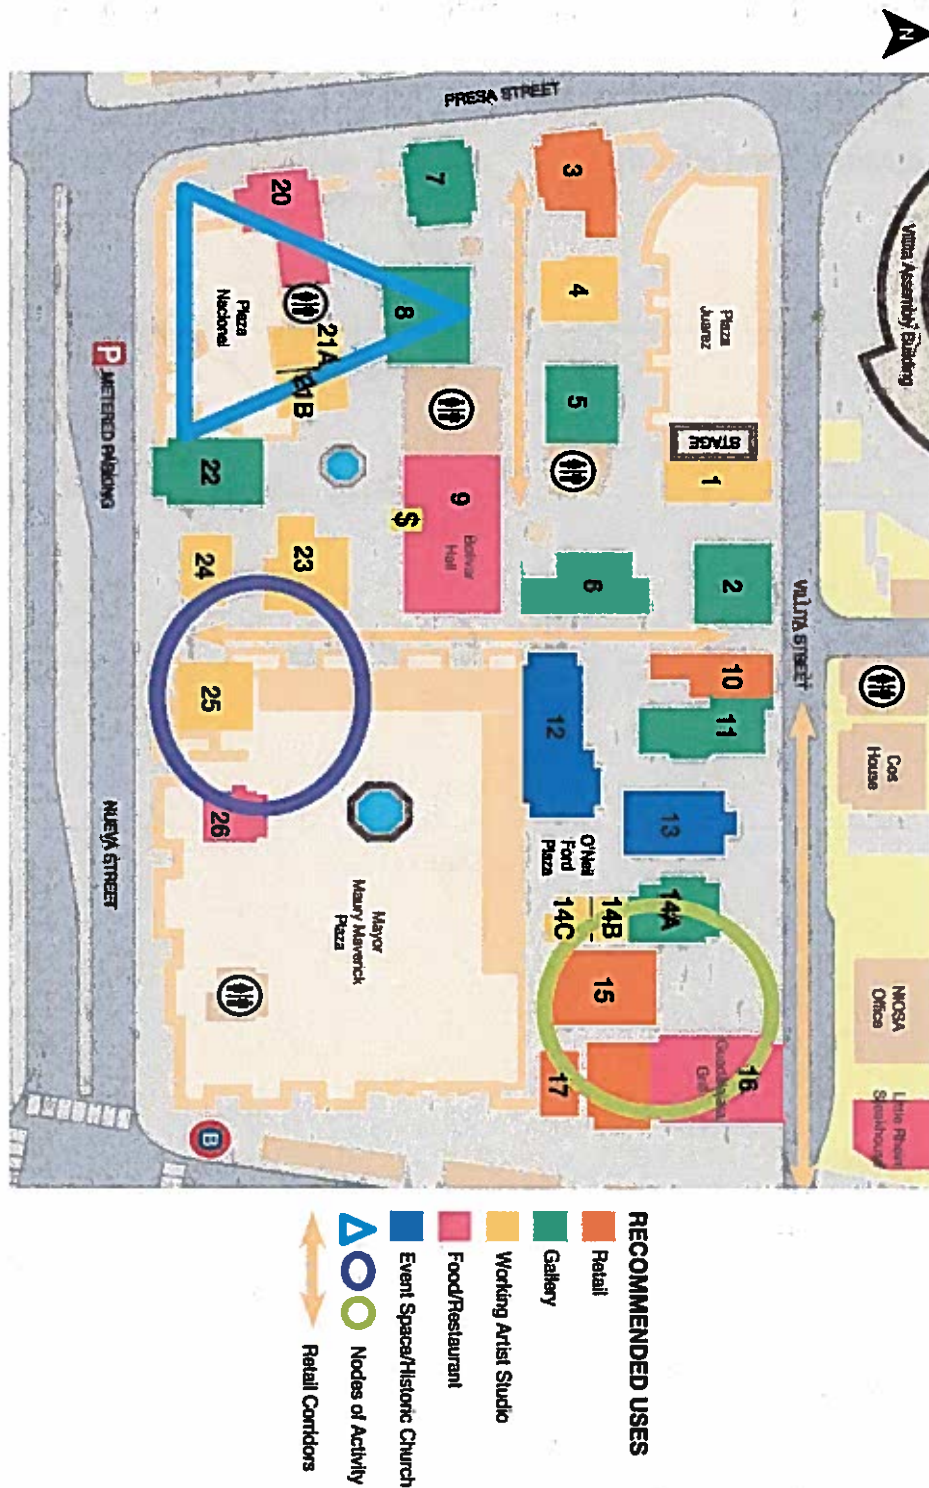 N
PRESA STREET
Villita Assembly Building
3
7
20
4
8
Plaza
Juarez
Plaza
Nacional
21A
21B
5
STAGE
1
P METERED PARKING
22
9
Bolivar
Hall
$
23
24
6
2
VILLITA STREET
25
10
11
12
Cos
House
26
13
O'Neil
Ford
Plaza
NUEVA STREET
Mayor
Maury Maverick
Plaza
14A
14B
14C
15
NIOSA
Office
16
Guadalajara
Grill
17
Little Rhein
Steakhouse
B
RECOMMENDED USES
Retail
Gallery
Working Artist Studio
Food/Restaurant
Event Space/Historic Church
Nodes of Activity
Retail Corridors